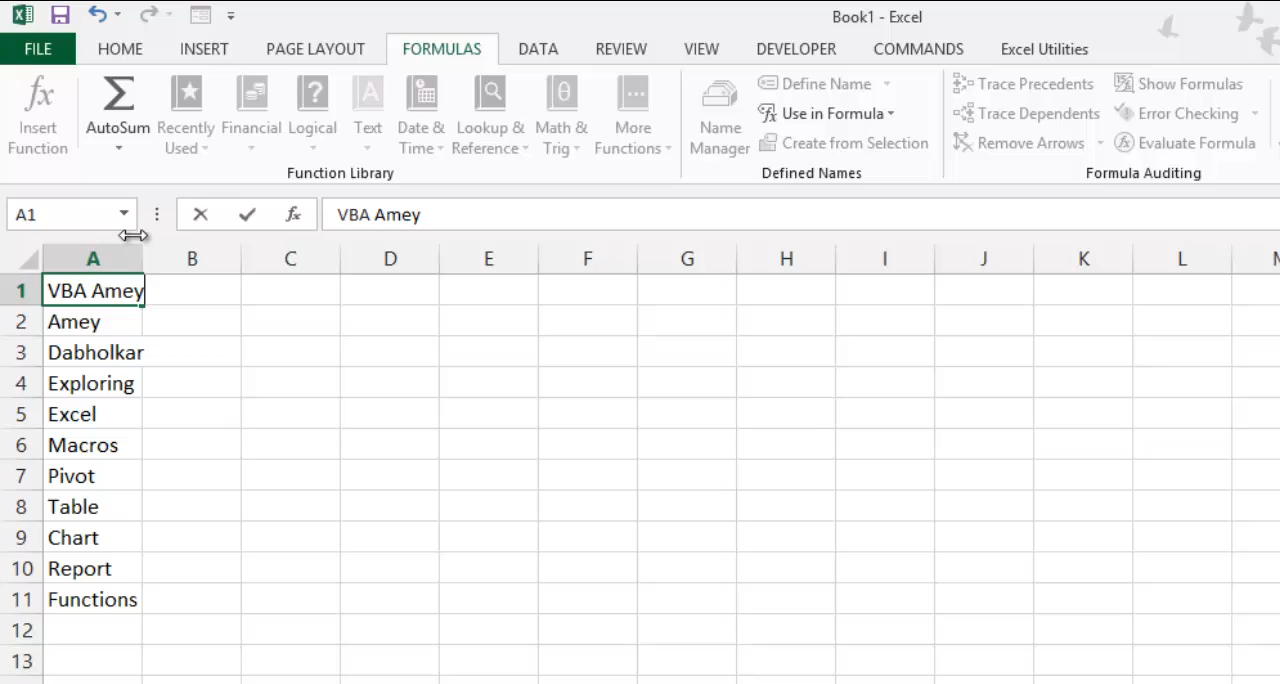 Book1 - Excel
FILE HOME INSERT PAGE LAYOUT FORMULAS DATA REVIEW VIEW DEVELOPER COMMANDS Excel Utilities
Insert Function
AutoSum
Recently Used
Financial
Logical
Text
Date & Time
Lookup & Reference
Math & Trig
More Functions
Function Library
Name Manager
Define Name
Use in Formula
Create from Selection
Defined Names
Trace Precedents
Trace Dependents
Remove Arrows
Show Formulas
Error Checking
Evaluate Formula
Formula Auditing
A1 fx VBA Amey
A B C D E F G H I J K L
1 VBA Amey
2 Amey
3 Dabholkar
4 Exploring
5 Excel
6 Macros
7 Pivot
8 Table
9 Chart
10 Report
11 Functions
12
13